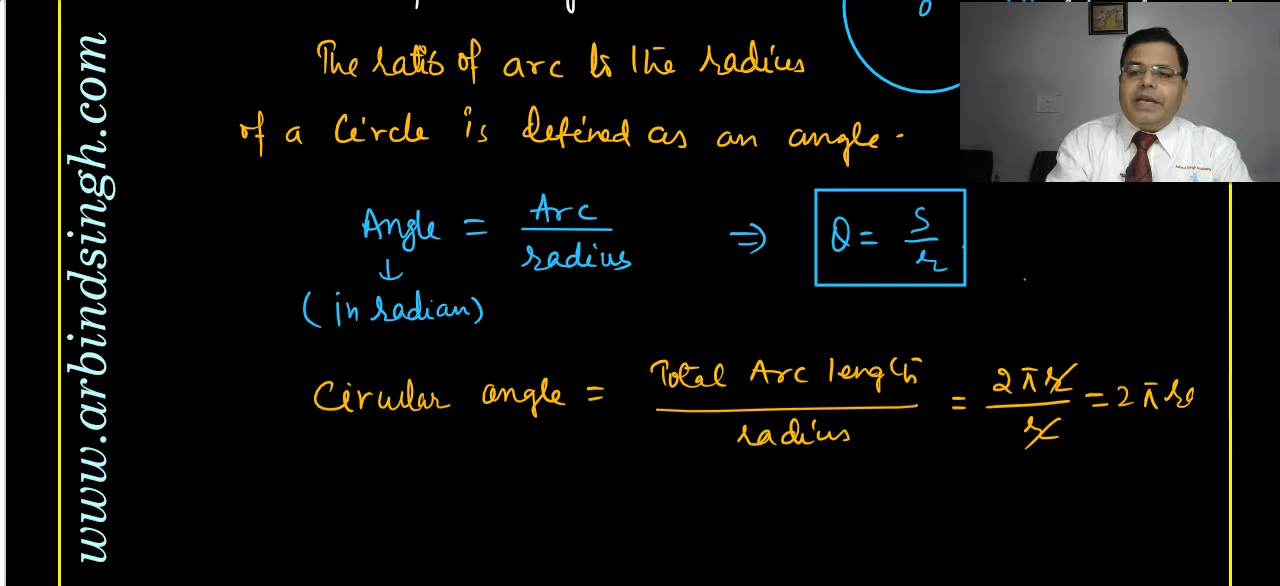 The ratio of arc to the radius
of a Circle is defined as an angle.
Angle = Arc / radius ⇒ θ = S / r
(in radian)
Circular angle = Total Arc length / radius = 2πr / r = 2π ra
www.arbindsingh.com